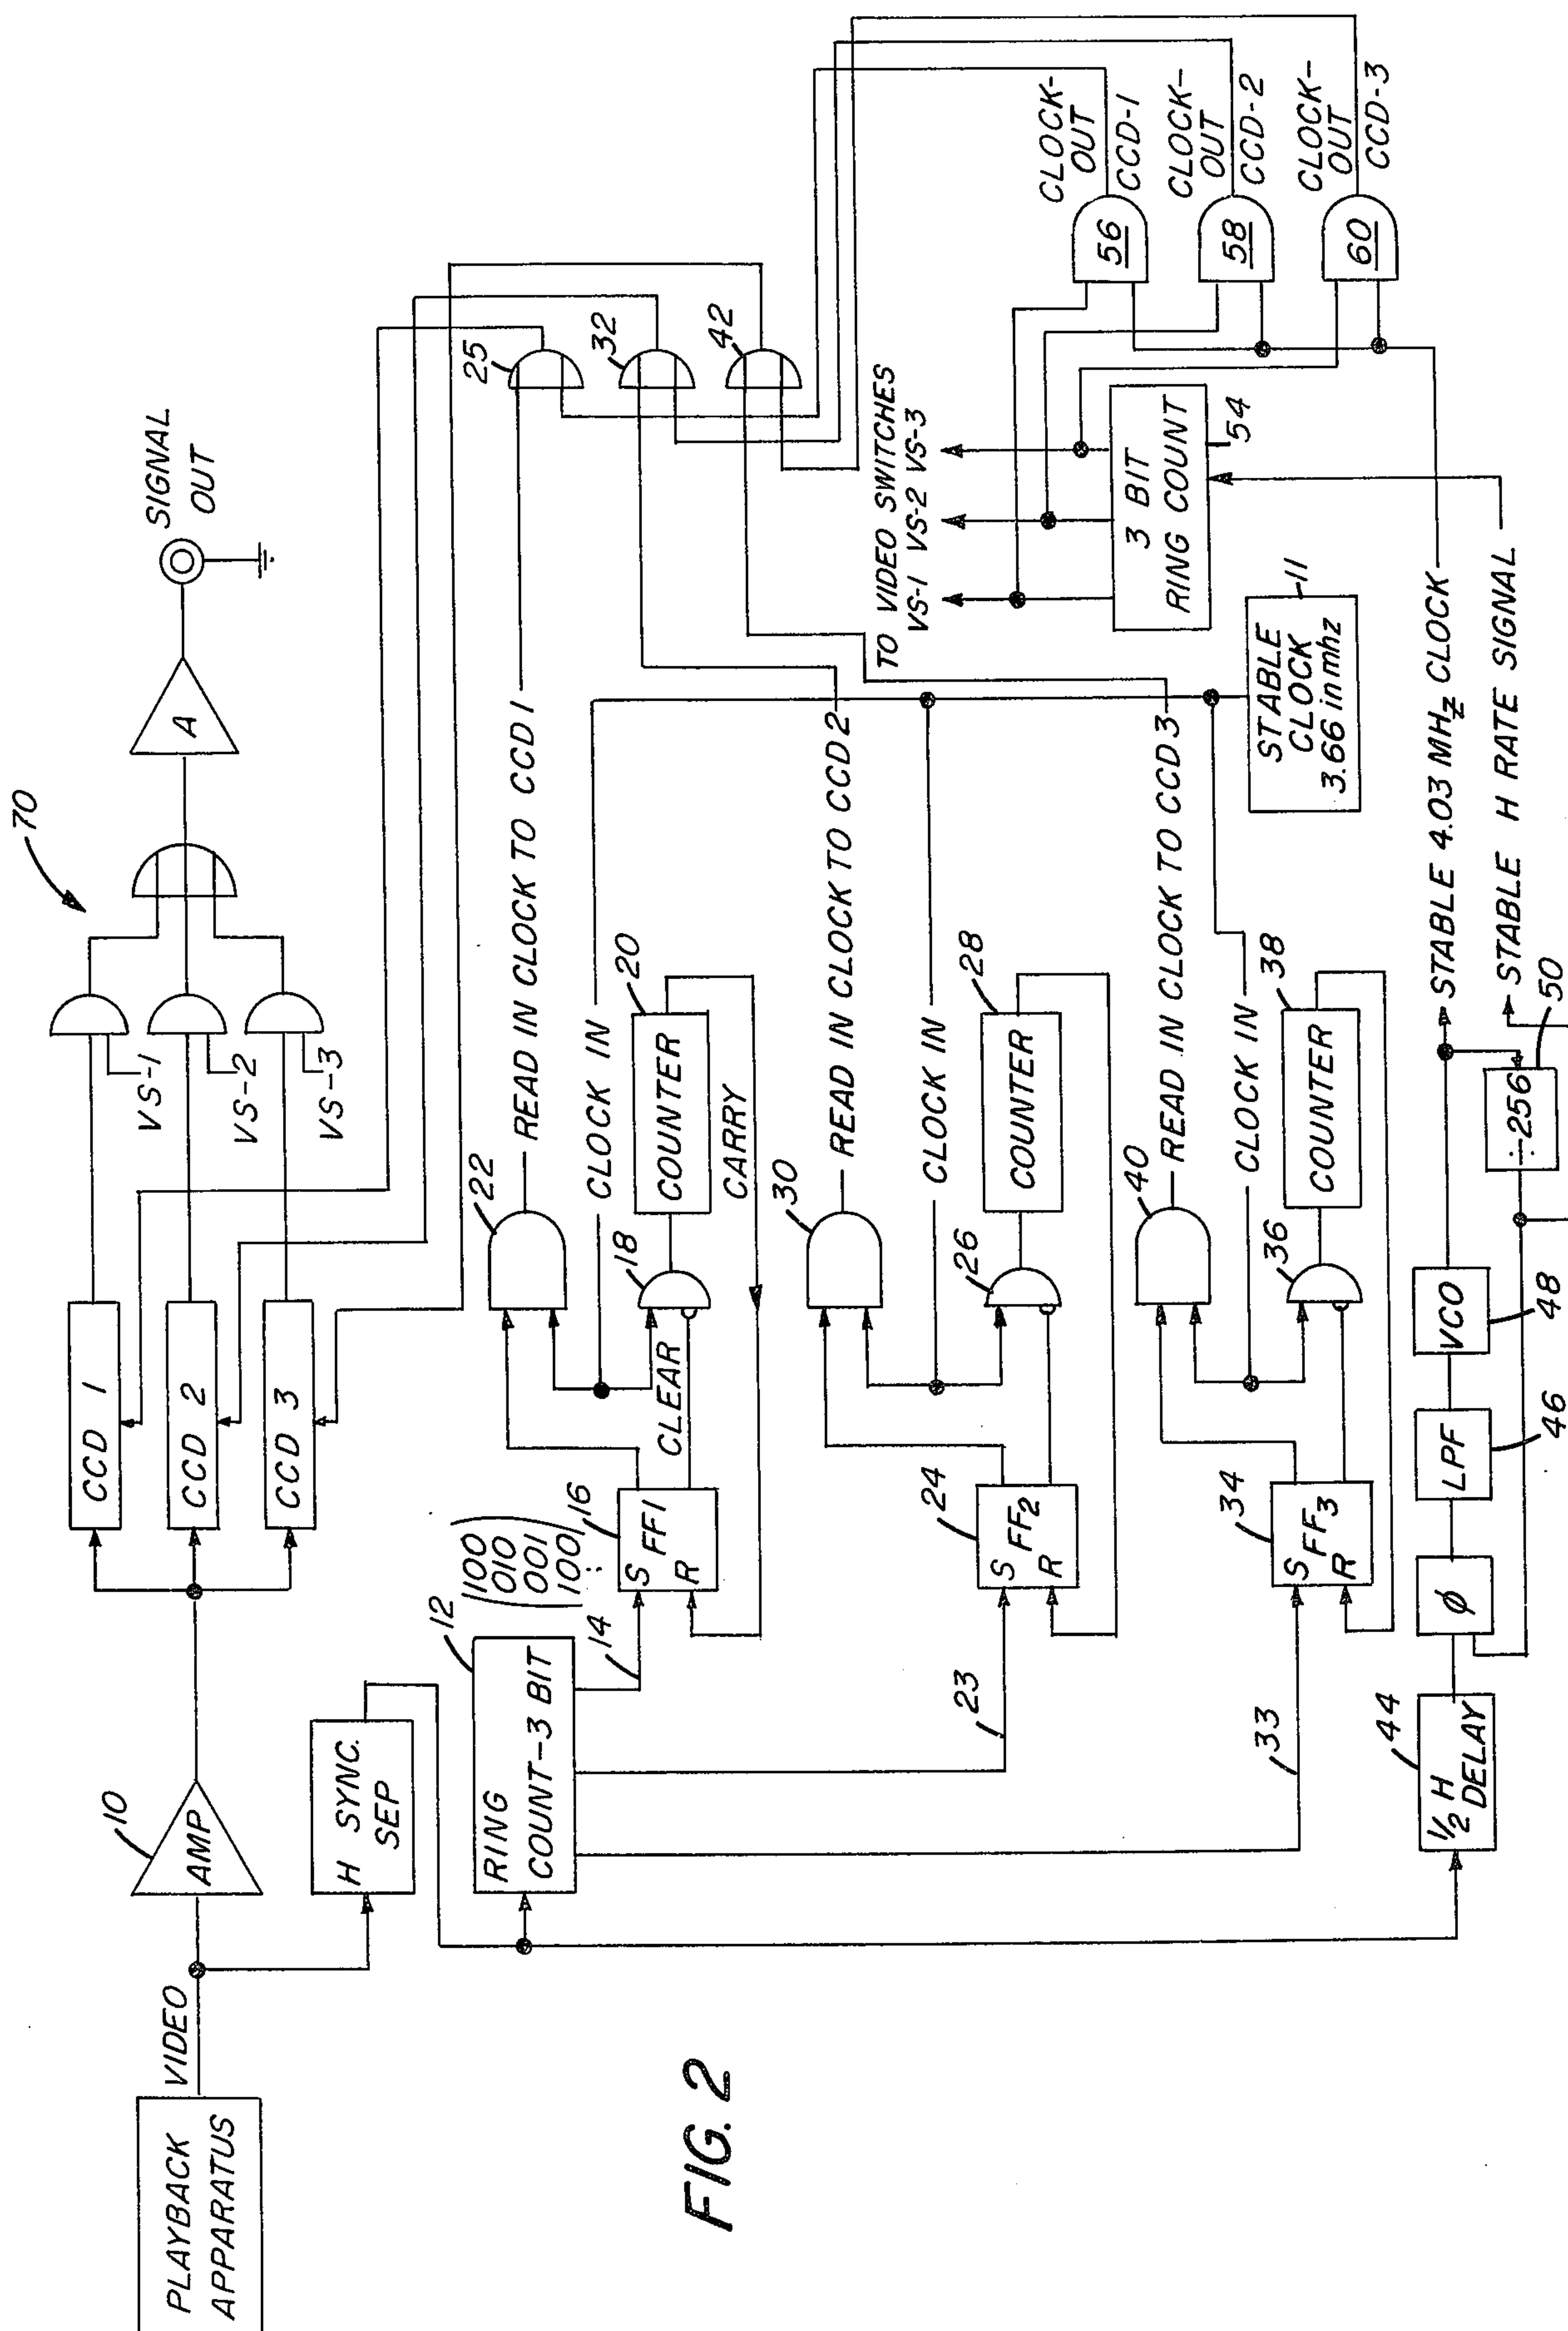 PLAYBACK
APPARATUS
VIDEO
10
AMP
H SYNC.
SEP
CCD 1
CCD 2
CCD 3
VS-1
VS-2
VS-3
70
A
SIGNAL
OUT
12
RING
COUNT-3 BIT
100
010
001
100
:
14
16
S
FF1
R
CLEAR
18
20
COUNTER
CARRY
22
READ IN CLOCK TO CCD 1
CLOCK IN
25
23
24
S
FF2
R
26
28
COUNTER
30
READ IN CLOCK TO CCD 2
CLOCK IN
32
33
34
S
FF3
R
36
38
COUNTER
40
READ IN CLOCK TO CCD 3
CLOCK IN
42
STABLE
CLOCK
3.66 in mhz
11
TO VIDEO SWITCHES
VS-1 VS-2 VS-3
3 BIT
RING COUNT
54
56
CLOCK-
OUT
CCD-1
58
CLOCK-
OUT
CCD-2
60
CLOCK-
OUT
CCD-3
44
1/2 H
DELAY
ϕ
LPF
46
VCO
48
÷256
50
STABLE 4.03 MHZ CLOCK
STABLE H RATE SIGNAL
FIG. 2